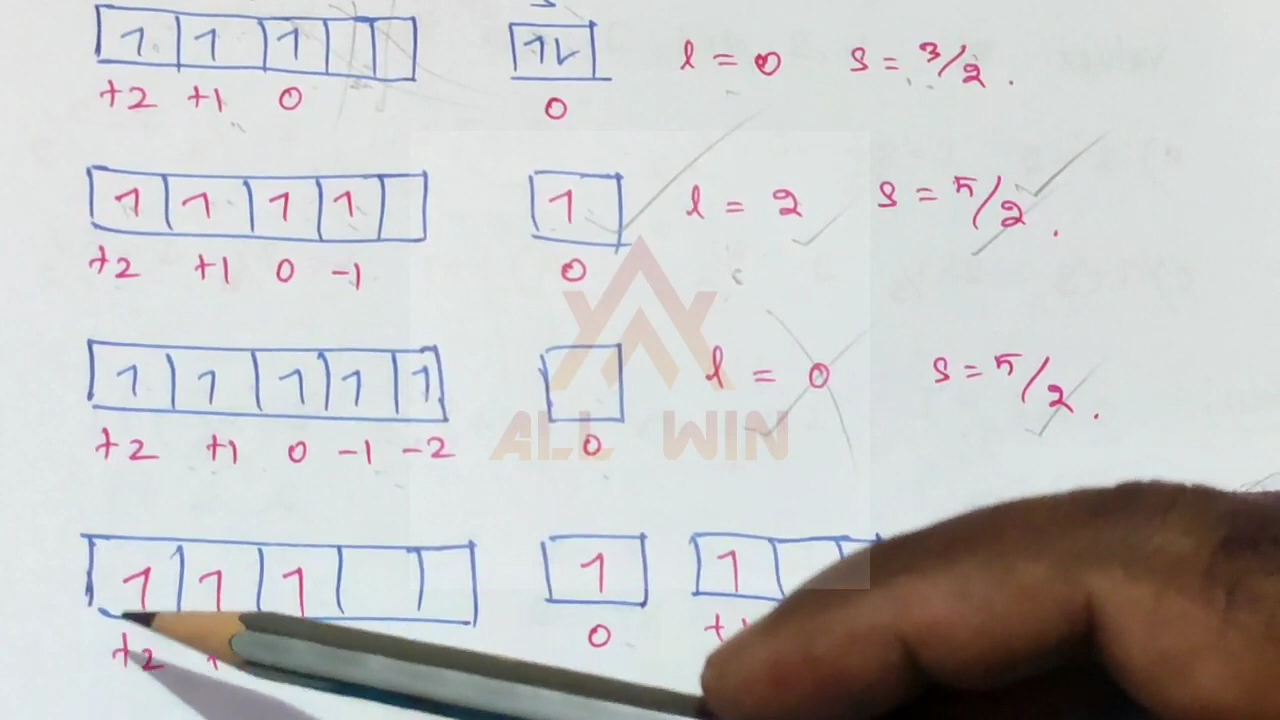 1 1 1 1↓ l = 0 s = 3/2 .
+2 +1 0 0
1 1 1 1 1 l = 2 s = 5/2 .
+2 +1 0 -1 0
1 1 1 1 1 l = 0 s = 5/2 .
+2 +1 0 -1 -2 0
ALL WIN
1 1 1 1 1
+2 0